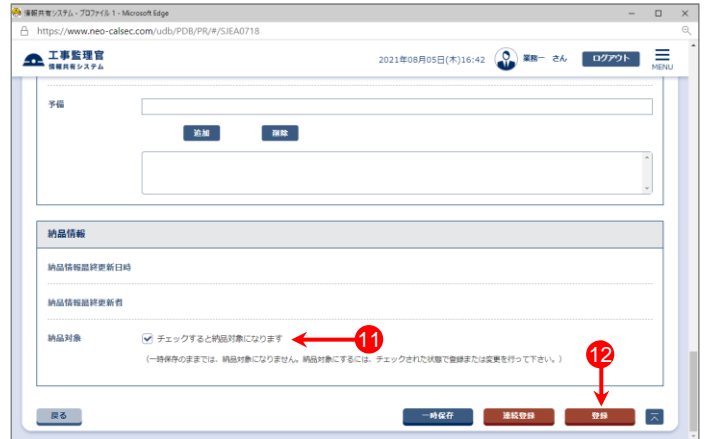 情報共有システム - プロファイル 1 - Microsoft Edge
https://www.neo-calsec.com/udb/PDB/PR/#/SJEA0718
工事監理官
情報共有システム
2021年08月05日(木)16:42 業務一 さん ログアウト MENU
予備
追加 削除
納品情報
納品情報最終更新日時
納品情報最終更新者
納品対象 チェックすると納品対象になります 11
(一時保存のままでは、納品対象になりません。納品対象にするには、チェックされた状態で登録または変更を行って下さい。)
12
戻る 一時保存 連続登録 登録